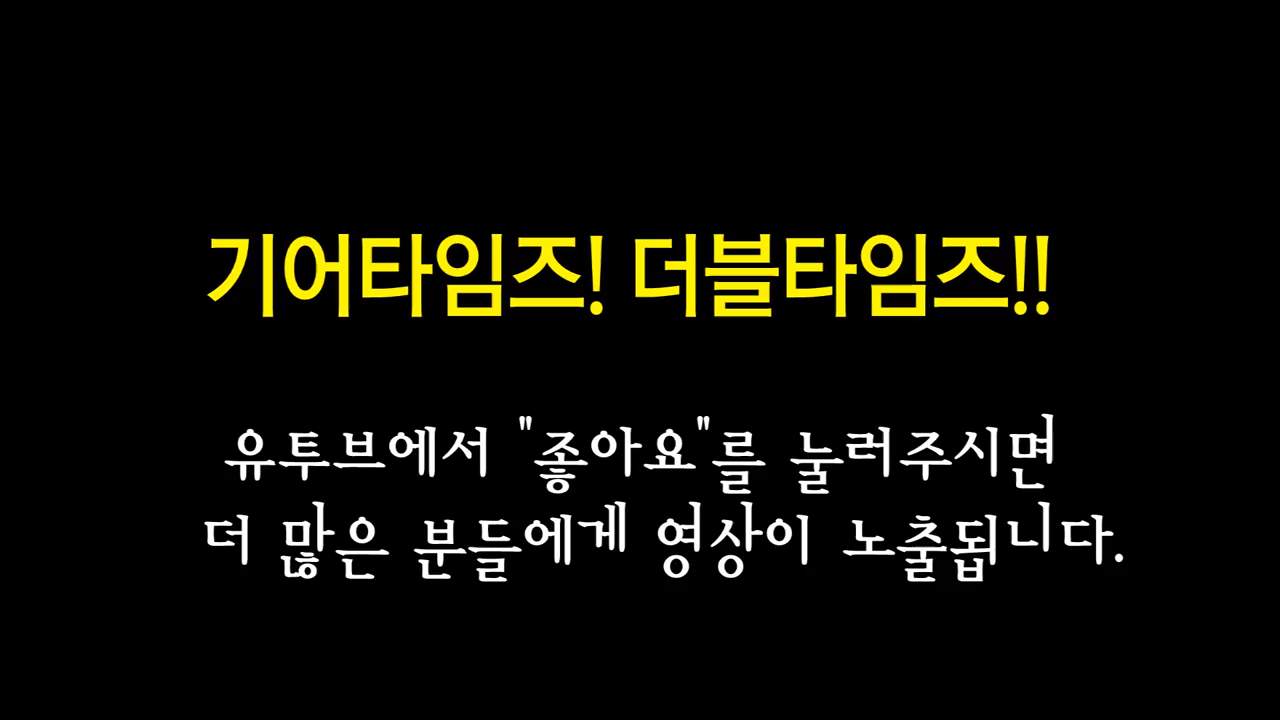 기어타임즈! 더블타임즈!!
유투브에서 "좋아요"를 눌러주시면
더 많은 분들에게 영상이 노출됩니다.